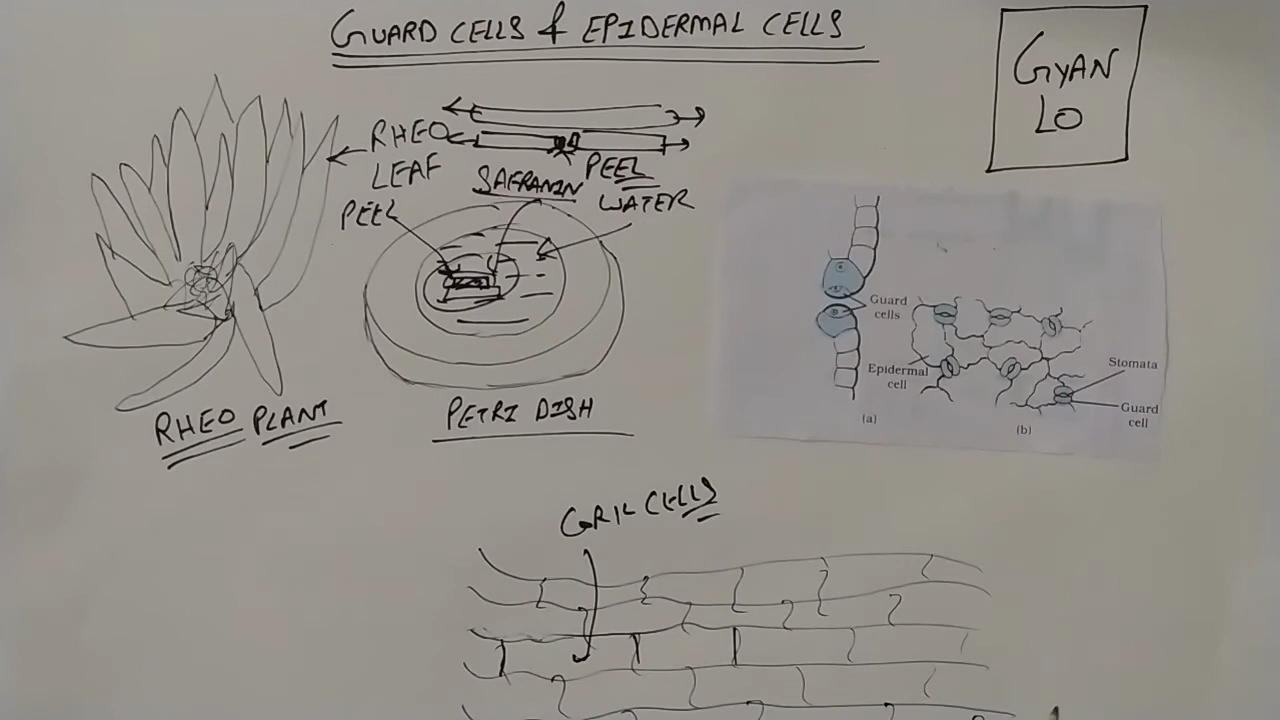 GUARD CELLS & EPIDERMAL CELLS
GYAN
LO
RHEO
LEAF
PEEL
SAFRANIN
WATER
PEEL
RHEO PLANT
PETRI DISH
Guard
cells
Epidermal
cell
(a)
Stomata
Guard
cell
(b)
CELLS